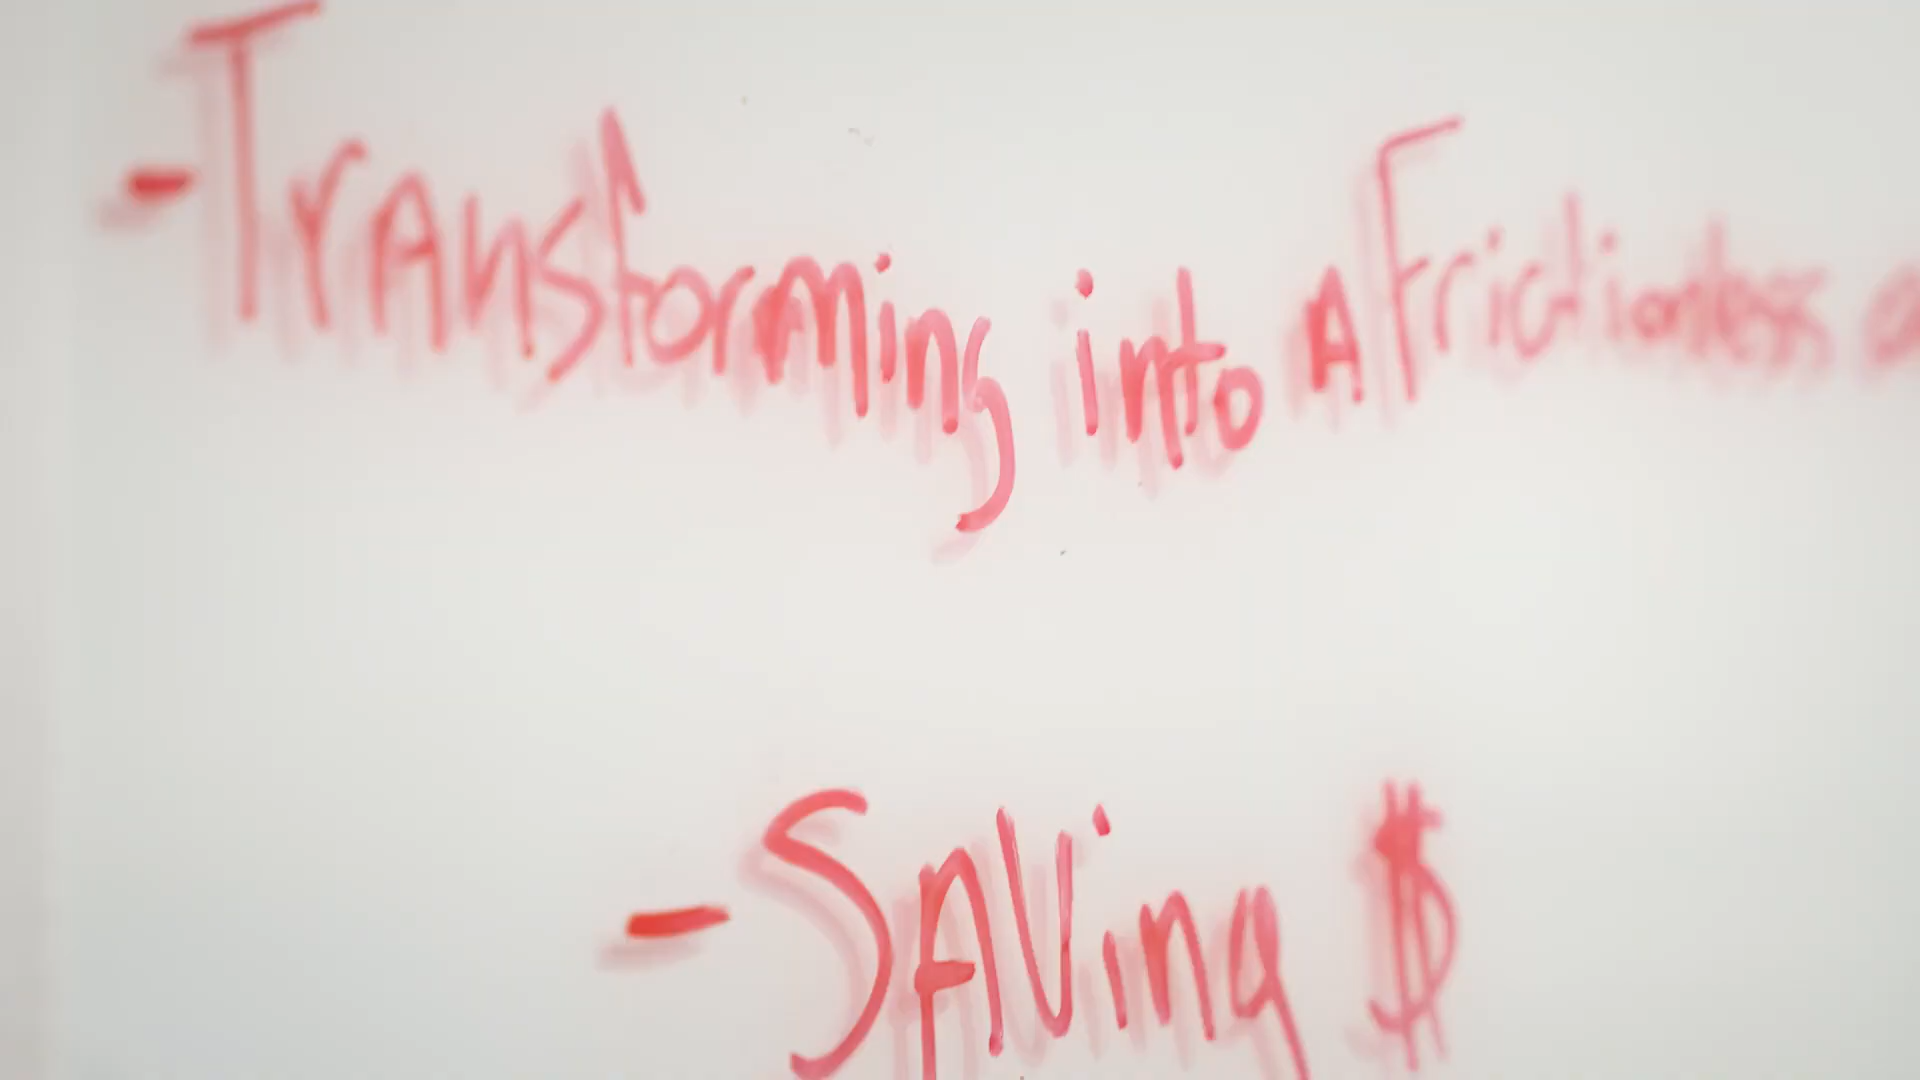 - Transforming into A Frictionless
- SAVing $